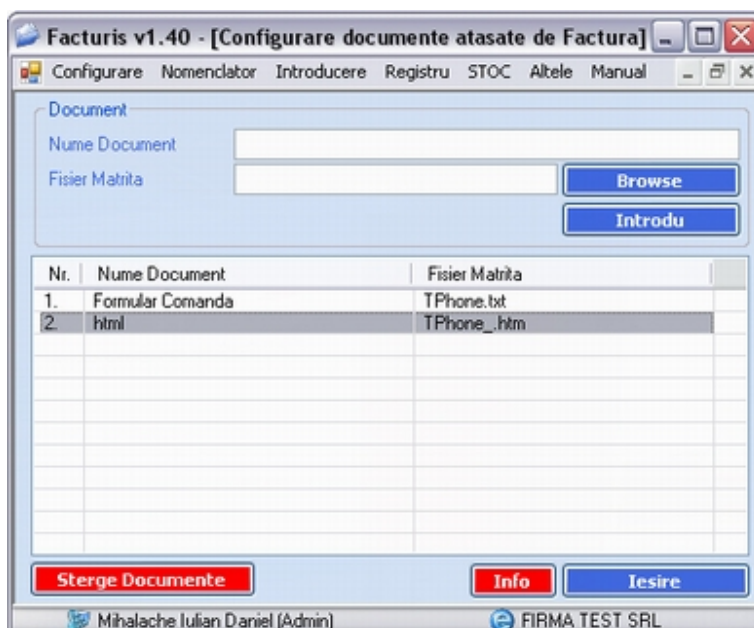 Facturis v1.40 - [Configurare documente atasate de Factura]
Configurare Nomenclator Introducere Registru STOC Altele Manual
Document
Nume Document
Fisier Matrita Browse
Introdu
Nr. Nume Document Fisier Matrita
1. Formular Comanda TPhone.txt
2. html TPhone_.htm
Sterge Documente Info Iesire
Mihalache Iulian Daniel (Admin) FIRMA TEST SRL